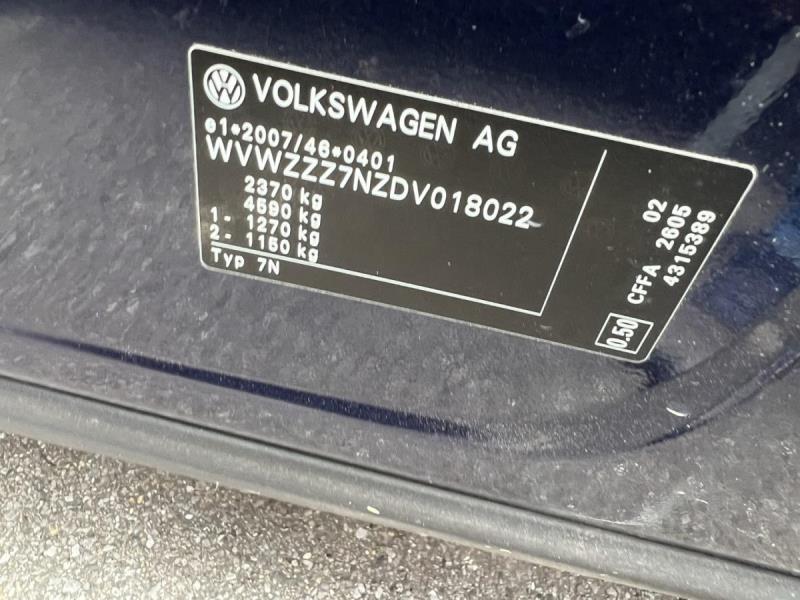 VOLKSWAGEN AG
e1*2007/46*0401
WVWZZZ7NZDV018022
2370 kg
4590 kg
1- 1270 kg
2- 1150 kg
Typ 7N
02
CFFA 2605
0.50 4315389